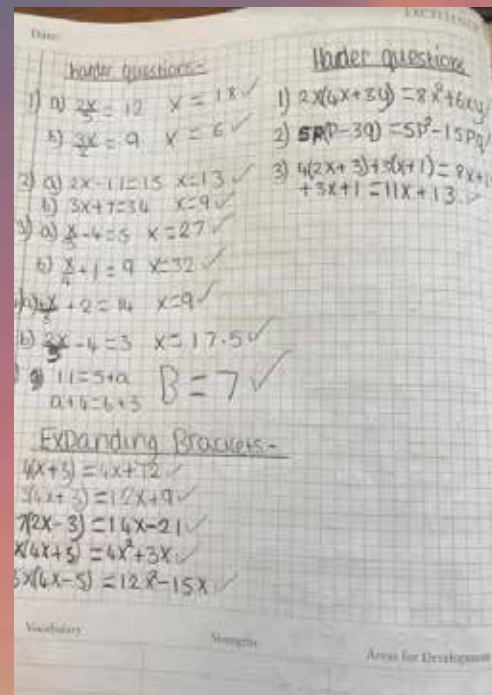 EXCELLENCE
Date:
harder questions-
1) a) 2x/3 = 12 x = 18 ✓
b) 3x/2 = 9 x = 6 ✓
2) a) 2x-11=15 x=13 ✓
b) 3x+7=34 x=9 ✓
3) a) x/3-4=5 x=27 ✓
b) x/4+1=9 x=32 ✓
+2=14 x=9 ✓
b) 2x/5-4=3 x=17.5 ✓
11=5+a B=7 ✓
a+4=b+3
Expanding Brackets-
4(x+3)=4x+12 ✓
3(4x+3)=12x+9 ✓
7(2x-3)=14x-21 ✓
x(4x+3)=4x²+3x ✓
3x(4x-5)=12x²-15x ✓
Harder questions
1) 2x(4x+3y)=8x²+6xy
2) 5P(P-3q)=5P²-15Pq
3) 4(2x+3)+3(x+1)=8x+1
+3x+1=11x+13
Vocabulary
Strengths
Areas for Development